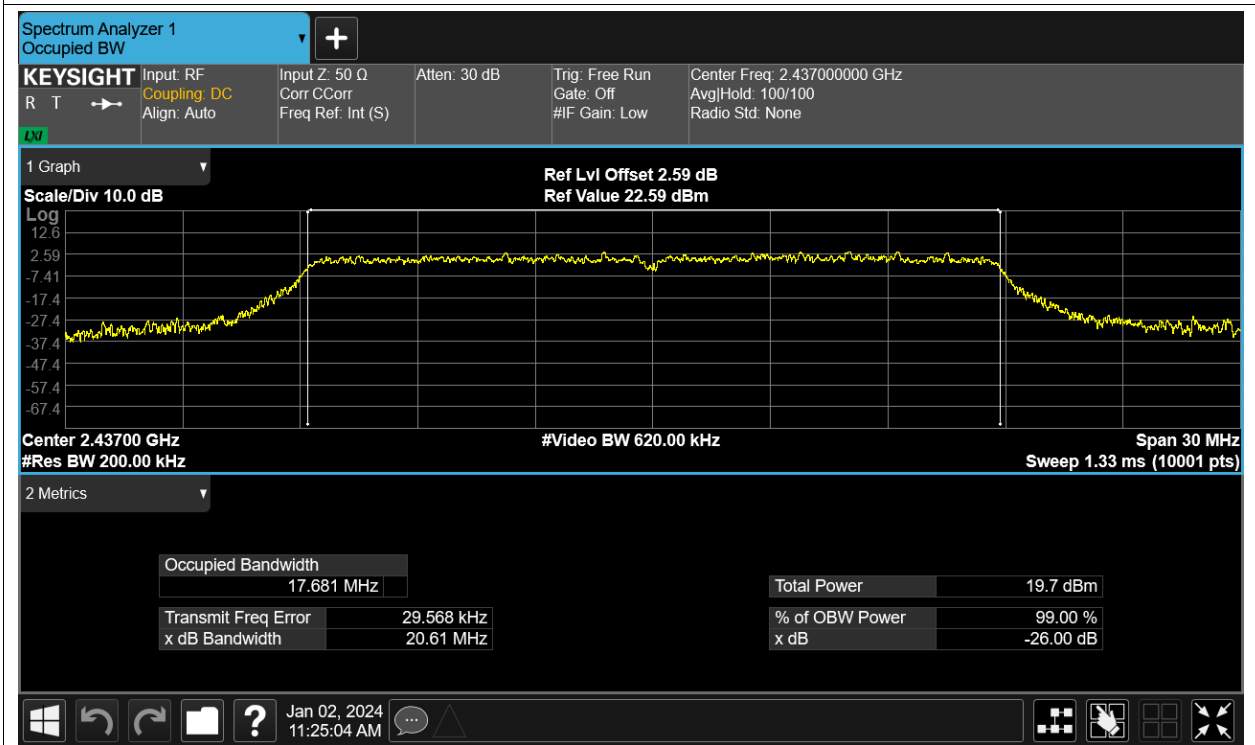 Spectrum Analyzer 1
Occupied BW
KEYSIGHT
R T
LXI
Input: RF
Coupling: DC
Align: Auto
Input Z: 50 Ω
Corr CCorr
Freq Ref: Int (S)
Atten: 30 dB
Trig: Free Run
Gate: Off
#IF Gain: Low
Center Freq: 2.437000000 GHz
Avg|Hold: 100/100
Radio Std: None
1 Graph
Scale/Div 10.0 dB
Ref Lvl Offset 2.59 dB
Ref Value 22.59 dBm
Log
12.6
2.59
-7.41
-17.4
-27.4
-37.4
-47.4
-57.4
-67.4
Center 2.43700 GHz
#Video BW 620.00 kHz
Span 30 MHz
#Res BW 200.00 kHz
Sweep 1.33 ms (10001 pts)
2 Metrics
Occupied Bandwidth
17.681 MHz
Total Power 19.7 dBm
Transmit Freq Error 29.568 kHz
% of OBW Power 99.00 %
x dB Bandwidth 20.61 MHz
x dB -26.00 dB
?
Jan 02, 2024
11:25:04 AM